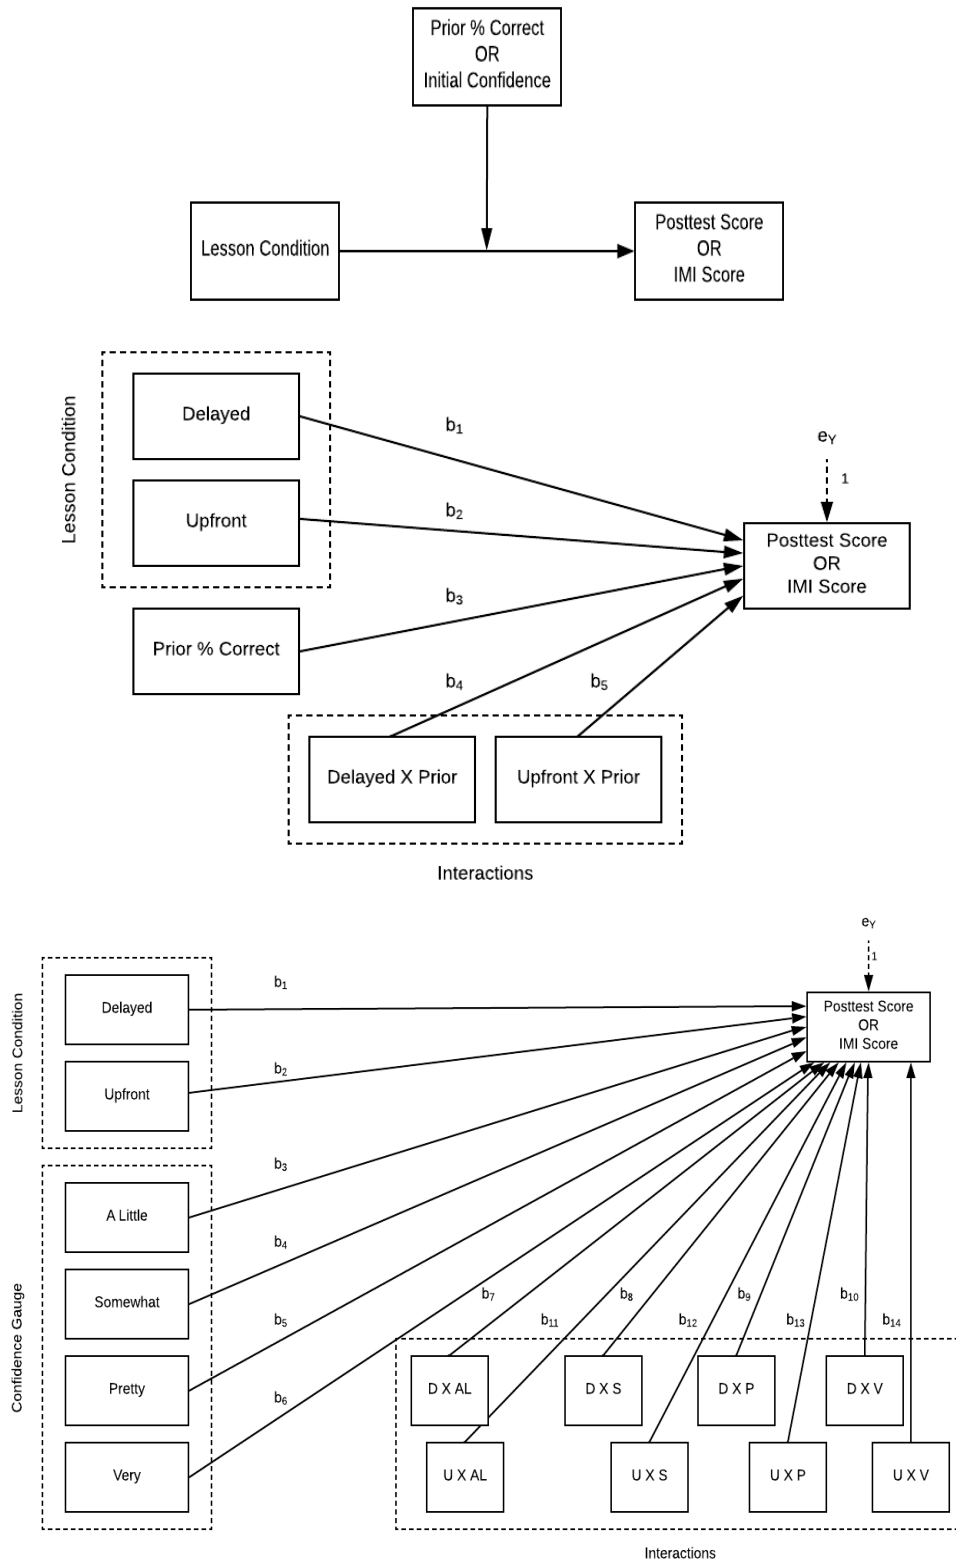 Prior % Correct
OR
Initial Confidence
Lesson Condition
Posttest Score
OR
IMI Score
Lesson Condition
Delayed
Upfront
Prior % Correct
b1
b2
b3
b4
b5
eY
1
Posttest Score
OR
IMI Score
Delayed X Prior
Upfront X Prior
Interactions
Lesson Condition
Delayed
Upfront
Confidence Gauge
A Little
Somewhat
Pretty
Very
b1
b2
b3
b4
b5
b6
eY
1
Posttest Score
OR
IMI Score
b7
b11
b8
b12
b9
b13
b10
b14
D X AL
D X S
D X P
D X V
U X AL
U X S
U X P
U X V
Interactions